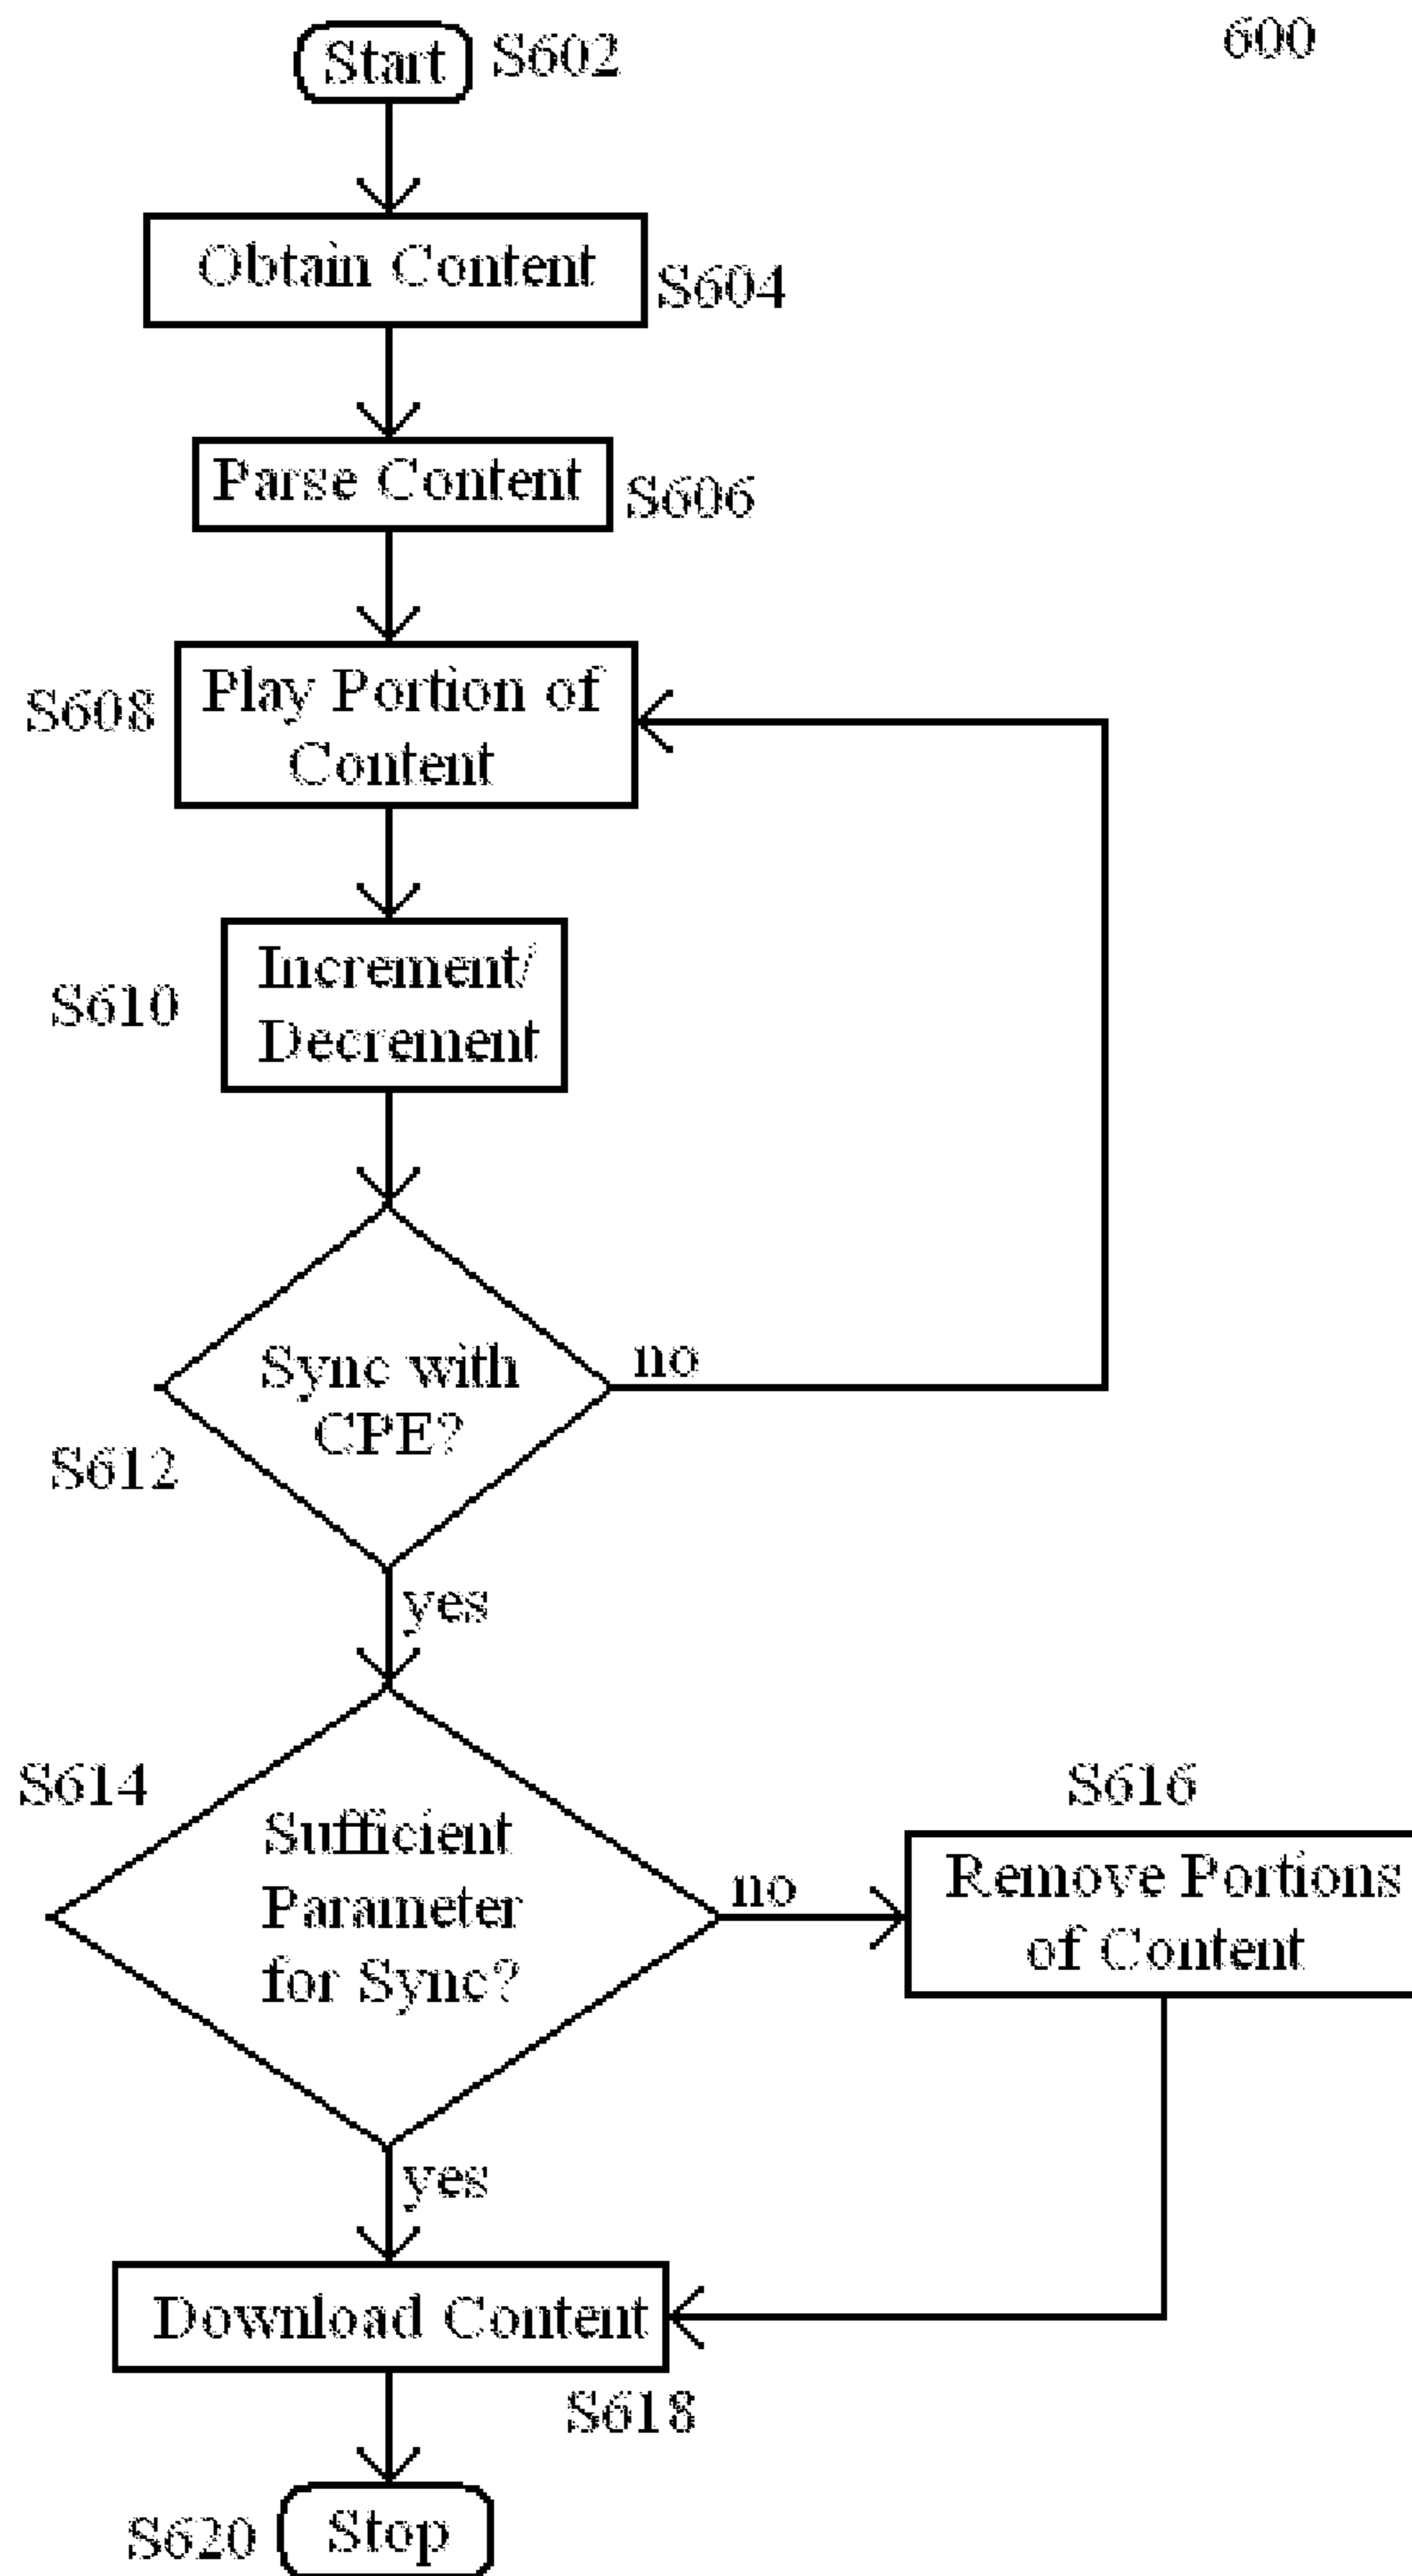 600
Start S602
Obtain Content
S604
Parse Content
S606
Play Portion of
Content
S608
Increment/
Decrement
S610
Sync with
CPE?
no
S612
yes
S614
Sufficient
Parameter
for Sync?
no
S616
Remove Portions
of Content
yes
Download Content
S618
Stop
S620